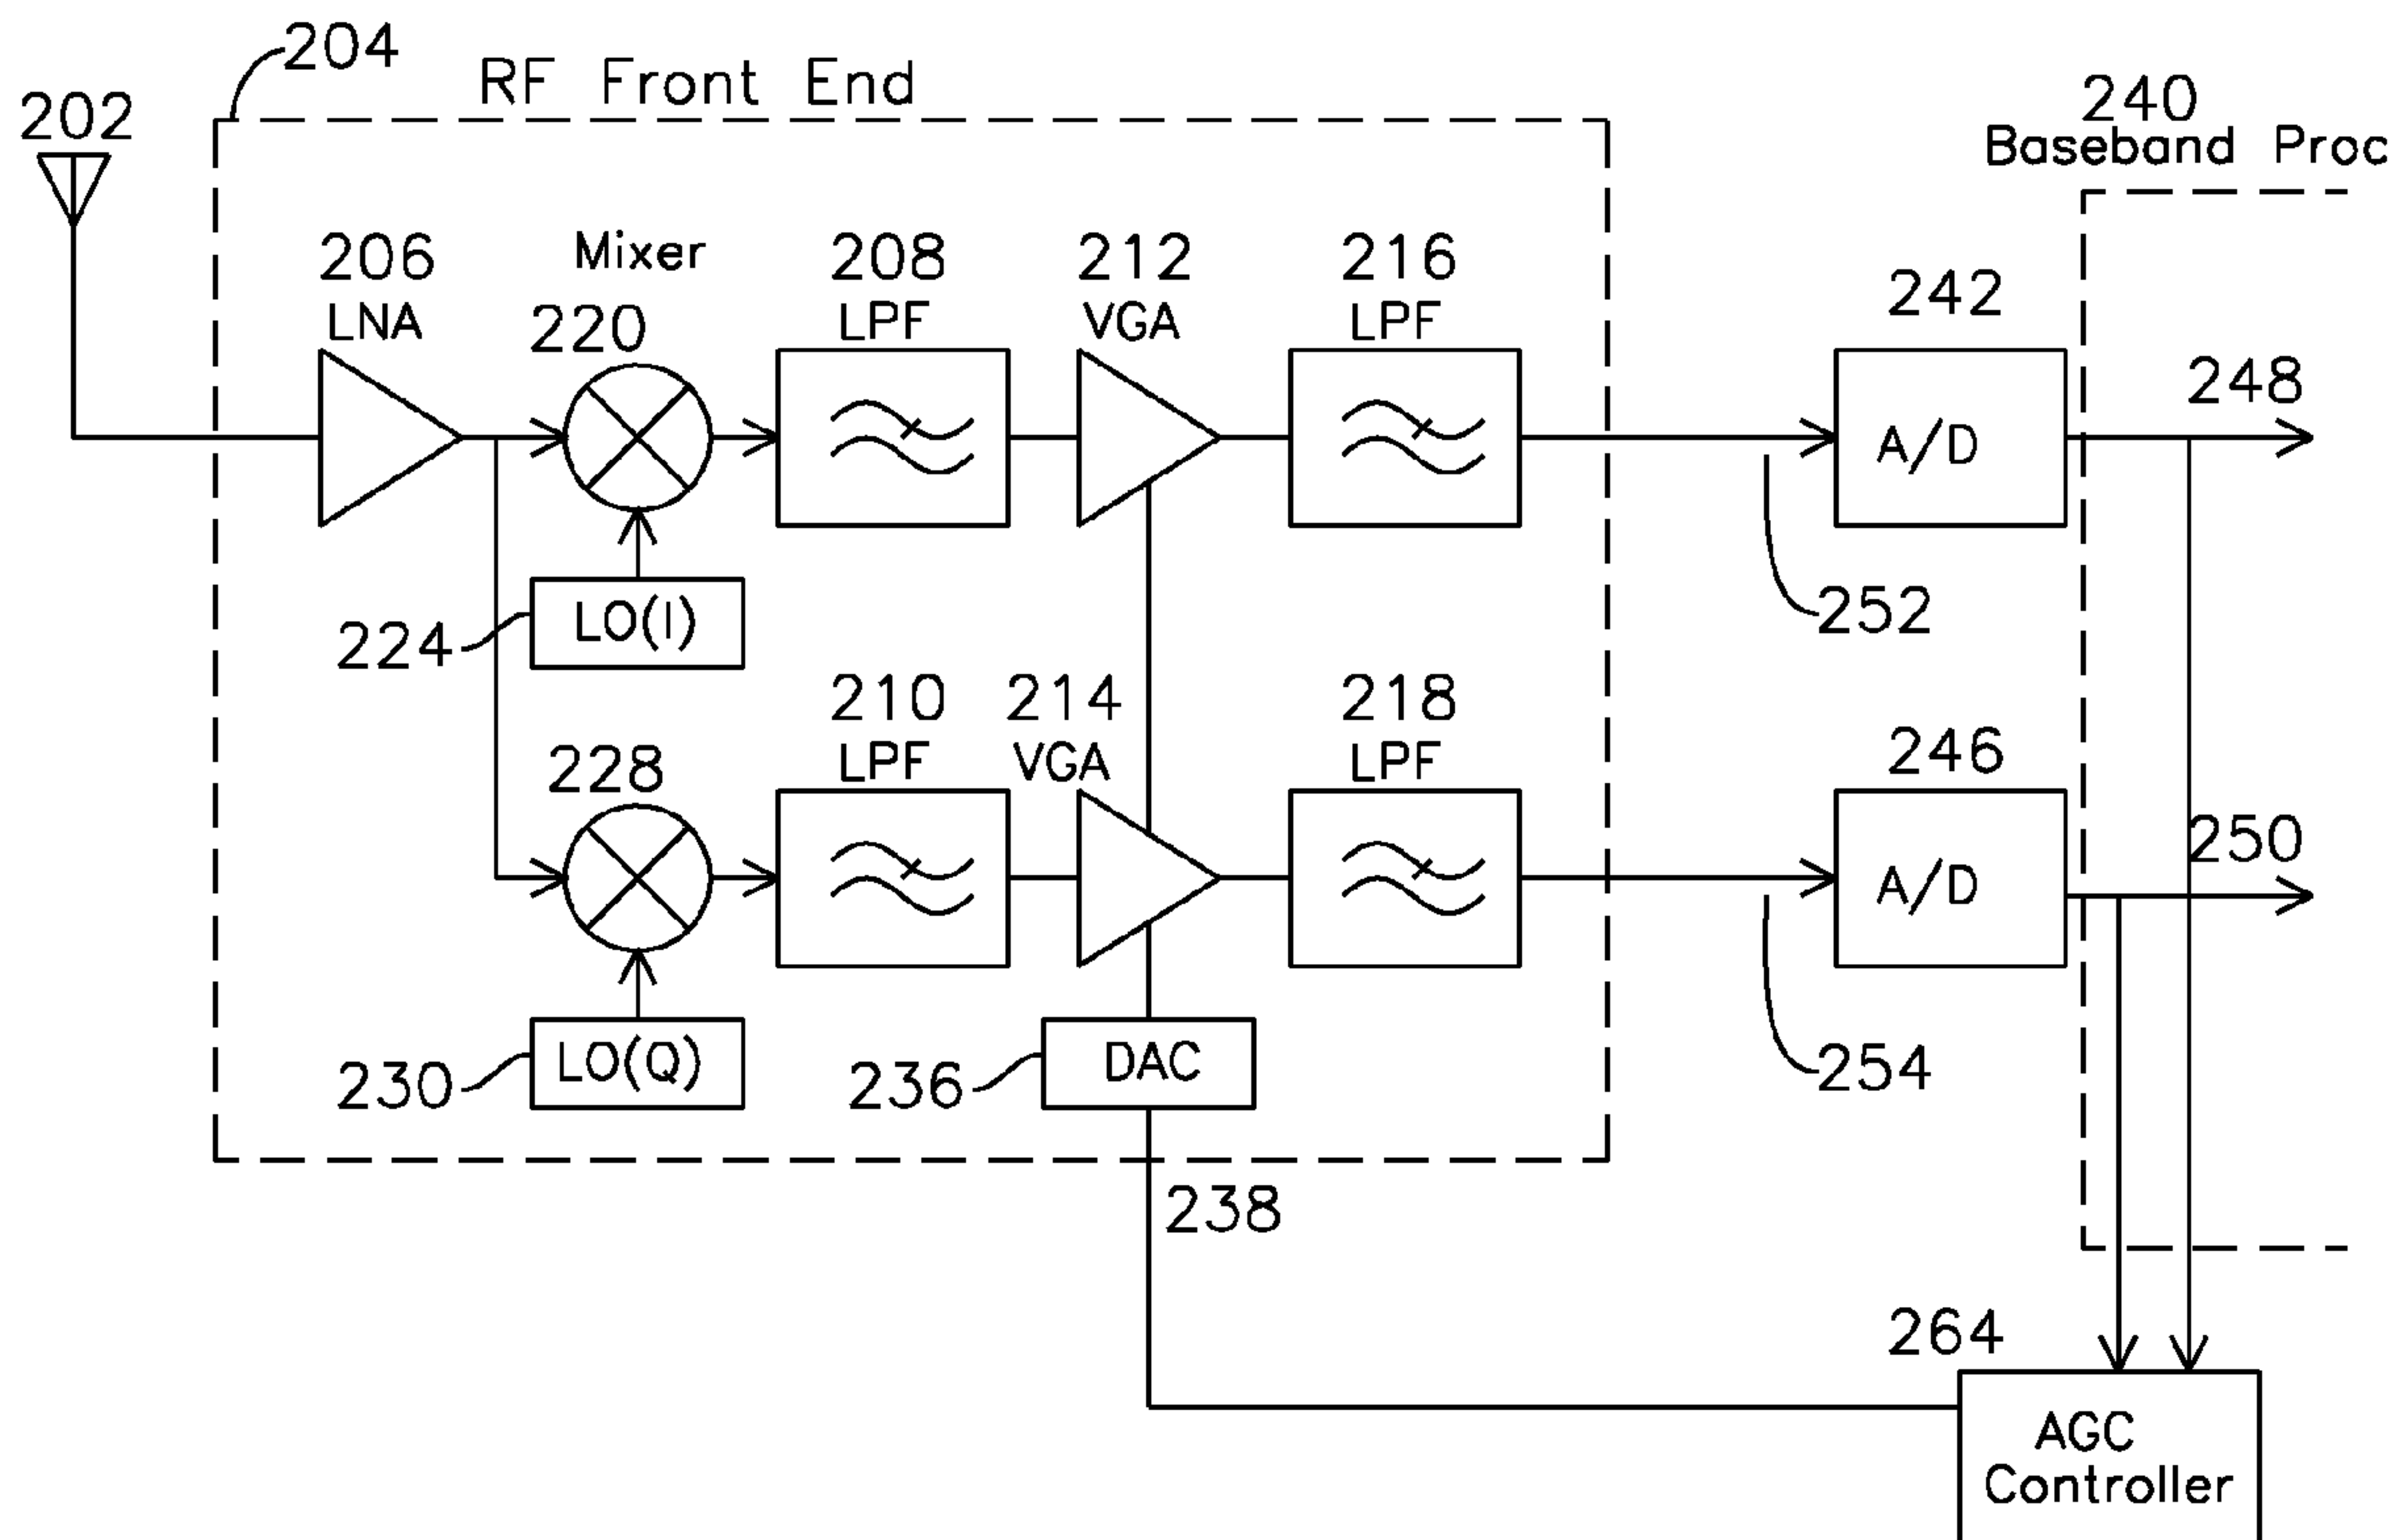 204
RF Front End
202
240
Baseband Proc
206
LNA
Mixer
220
208
LPF
212
VGA
216
LPF
242
A/D
248
224
LO(I)
252
228
210
LPF
214
VGA
218
LPF
246
A/D
250
230
LO(Q)
236
DAC
254
238
264
AGC
Controller